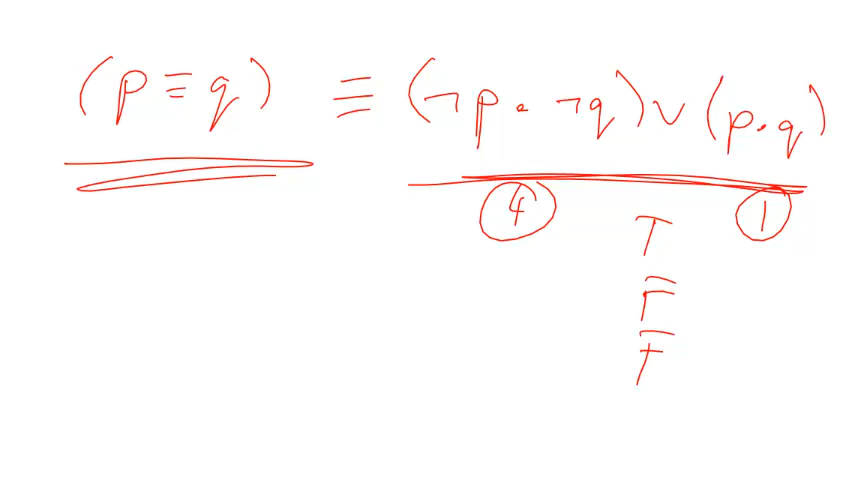 (p ≡ q) ≡ (¬p • ¬q) ∨ (p • q)
④ ①
T
F
F